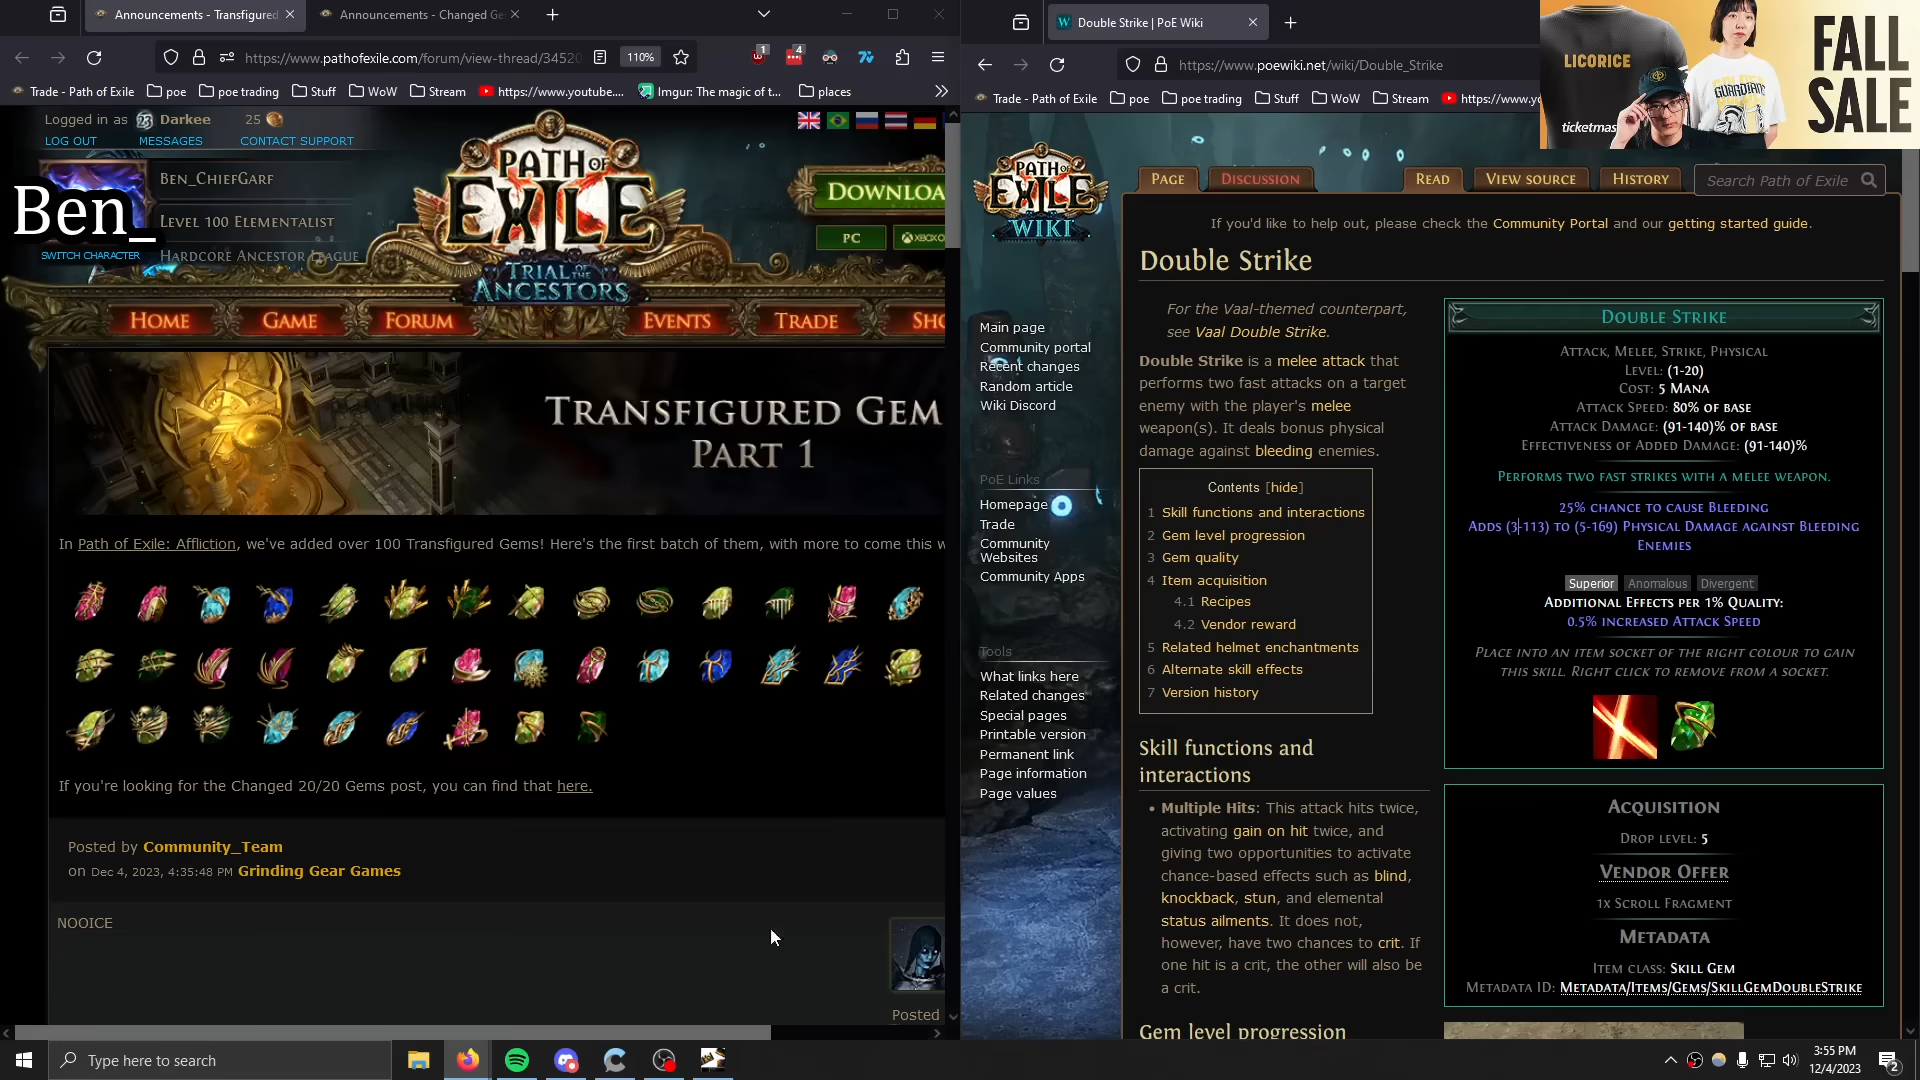 Announcements - Transfigured
Announcements - Changed Ge
https://www.pathofexile.com/forum/view-thread/34520
110%
1
4
Trade - Path of Exile
poe
poe trading
Stuff
WoW
Stream
https://www.youtube....
Imgur: The magic of t...
places
Logged in as
Darkee
25
LOG OUT
MESSAGES
CONTACT SUPPORT
Ben_ChiefGarf
Level 100 Elementalist
Hardcore Ancestor League
Ben_
SWITCH CHARACTER
PATH OF EXILE
TRIAL OF THE ANCESTORS
DOWNLOA
PC
XBOX O
HOME
GAME
FORUM
EVENTS
TRADE
SHO
Transfigured Gem
Part 1
In Path of Exile: Affliction, we've added over 100 Transfigured Gems! Here's the first batch of them, with more to come this w
If you're looking for the Changed 20/20 Gems post, you can find that here.
Posted by Community_Team
on Dec 4, 2023, 4:35:48 PM Grinding Gear Games
NOOICE
Posted
Double Strike | PoE Wiki
https://www.poewiki.net/wiki/Double_Strike
Trade - Path of Exile
poe
poe trading
Stuff
WoW
Stream
https://www.yo
LICORICE
GUARDIAN
ticketmas
FALL
SALE
PATH OF EXILE
WIKI
Page
Discussion
Read
View source
History
Search Path of Exile
If you'd like to help out, please check the Community Portal and our getting started guide.
Main page
Community portal
Recent changes
Random article
Wiki Discord
PoE Links
Homepage
Trade
Community
Websites
Community Apps
Tools
What links here
Related changes
Special pages
Printable version
Permanent link
Page information
Page values
Double Strike
For the Vaal-themed counterpart,
see Vaal Double Strike.
Double Strike is a melee attack that
performs two fast attacks on a target
enemy with the player's melee
weapon(s). It deals bonus physical
damage against bleeding enemies.
Contents [hide]
1 Skill functions and interactions
2 Gem level progression
3 Gem quality
4 Item acquisition
4.1 Recipes
4.2 Vendor reward
5 Related helmet enchantments
6 Alternate skill effects
7 Version history
Skill functions and
interactions
• Multiple Hits: This attack hits twice,
activating gain on hit twice, and
giving two opportunities to activate
chance-based effects such as blind,
knockback, stun, and elemental
status ailments. It does not,
however, have two chances to crit. If
one hit is a crit, the other will also be
a crit.
Gem level progression
Double Strike
Attack, Melee, Strike, Physical
Level: (1-20)
Cost: 5 Mana
Attack Speed: 80% of base
Attack Damage: (91-140)% of base
Effectiveness of Added Damage: (91-140)%
Performs two fast strikes with a melee weapon.
25% chance to cause Bleeding
Adds (3-113) to (5-169) Physical Damage against Bleeding
Enemies
Superior
Anomalous
Divergent
Additional Effects per 1% Quality:
0.5% increased Attack Speed
Place into an item socket of the right colour to gain
this skill. Right click to remove from a socket.
Acquisition
Drop level: 5
Vendor Offer
1x Scroll Fragment
Metadata
Item class: Skill Gem
Metadata ID: Metadata/Items/Gems/SkillGemDoubleStrike
Type here to search
3:55 PM
12/4/2023
2